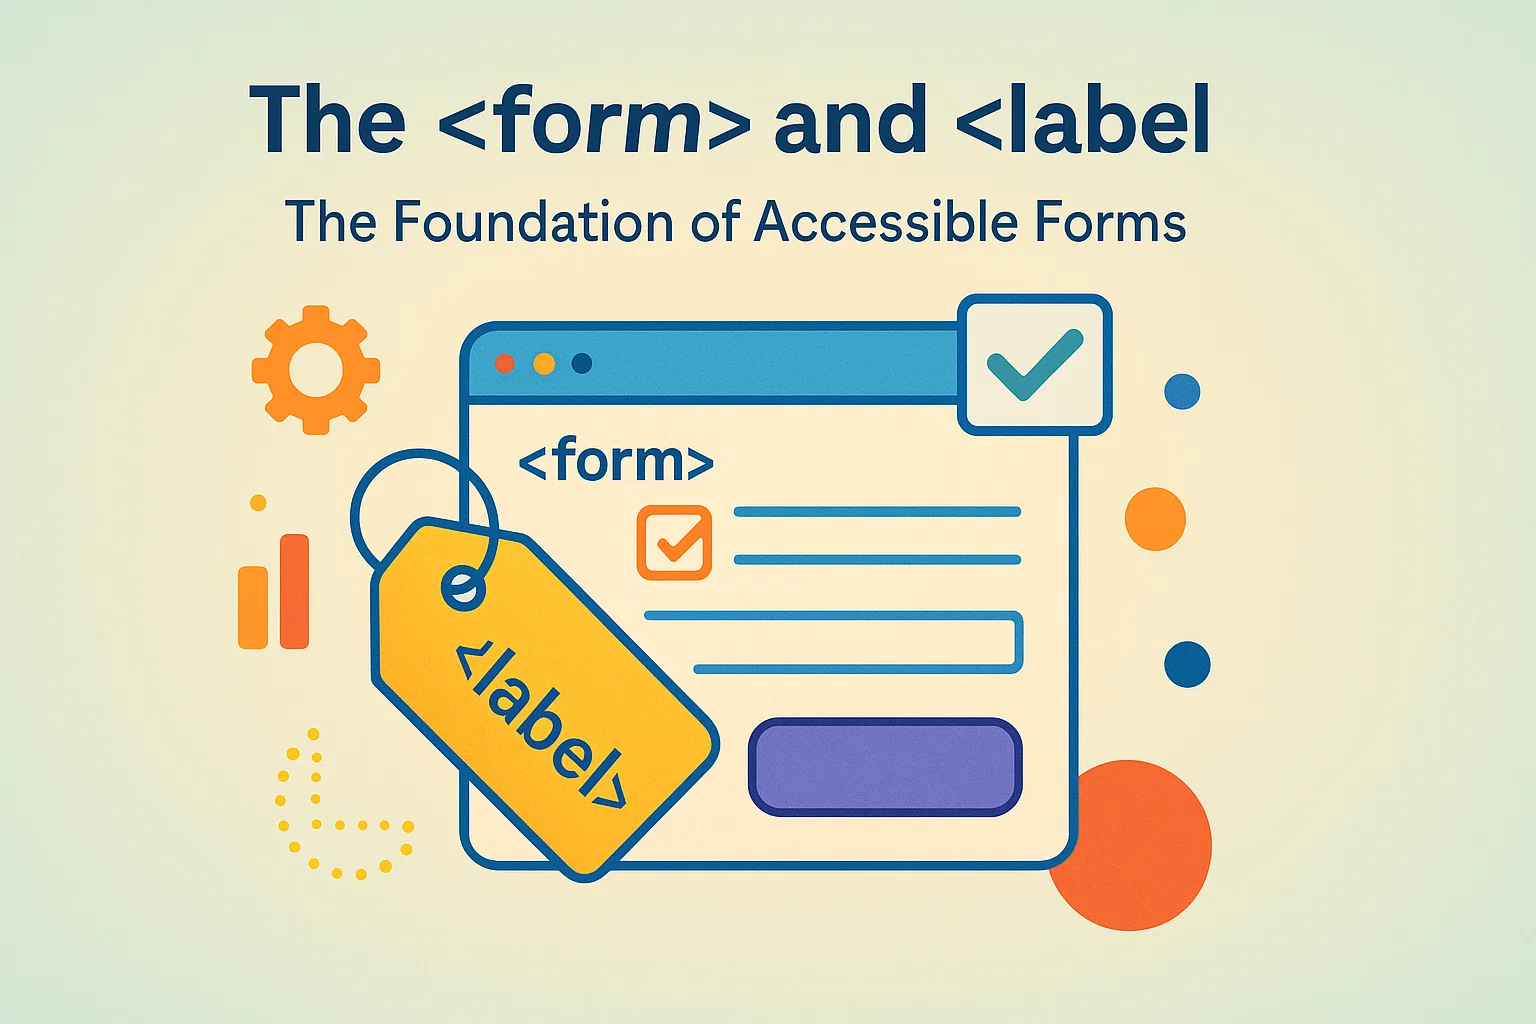 The <form> and <label
The Foundation of Accessible Forms
<form>
<label>